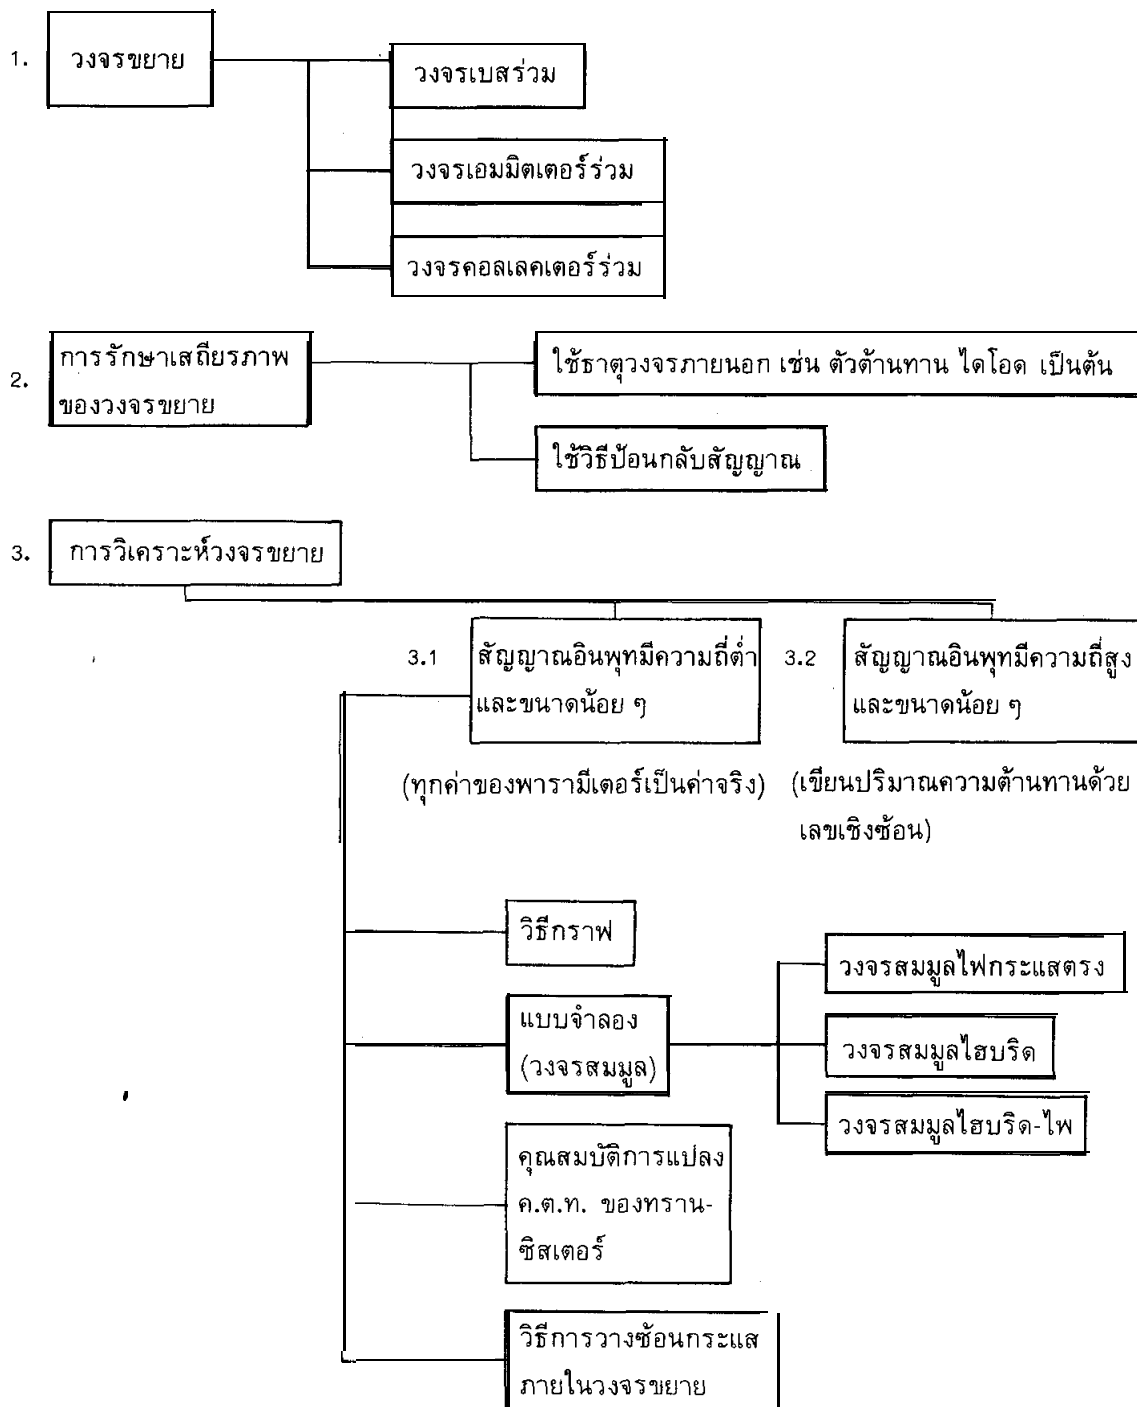 1. วงจรขยาย
วงจรเบสร่วม
วงจรเอมมิตเตอร์ร่วม
วงจรคอลเลคเตอร์ร่วม
2. การรักษาเสถียรภาพ
ของวงจรขยาย
ใช้ธาตุวงจรภายนอก เช่น ตัวต้านทาน ไดโอด เป็นต้น
ใช้วิธีป้อนกลับสัญญาณ
3. การวิเคราะห์วงจรขยาย
3.1 สัญญาณอินพุทมีความถี่ต่ำ
และขนาดน้อย ๆ
(ทุกค่าของพารามีเตอร์เป็นค่าจริง)
3.2 สัญญาณอินพุทมีความถี่สูง
และขนาดน้อย ๆ
(เขียนปริมาณความต้านทานด้วย
เลขเชิงซ้อน)
วิธีกราฟ
แบบจำลอง
(วงจรสมมูล)
วงจรสมมูลไฟกระแสตรง
วงจรสมมูลไฮบริด
วงจรสมมูลไฮบริด-ไพ
คุณสมบัติการแปลง
ค.ต.ท. ของทราน-
ซิสเตอร์
วิธีการวางซ้อนกระแส
ภายในวงจรขยาย